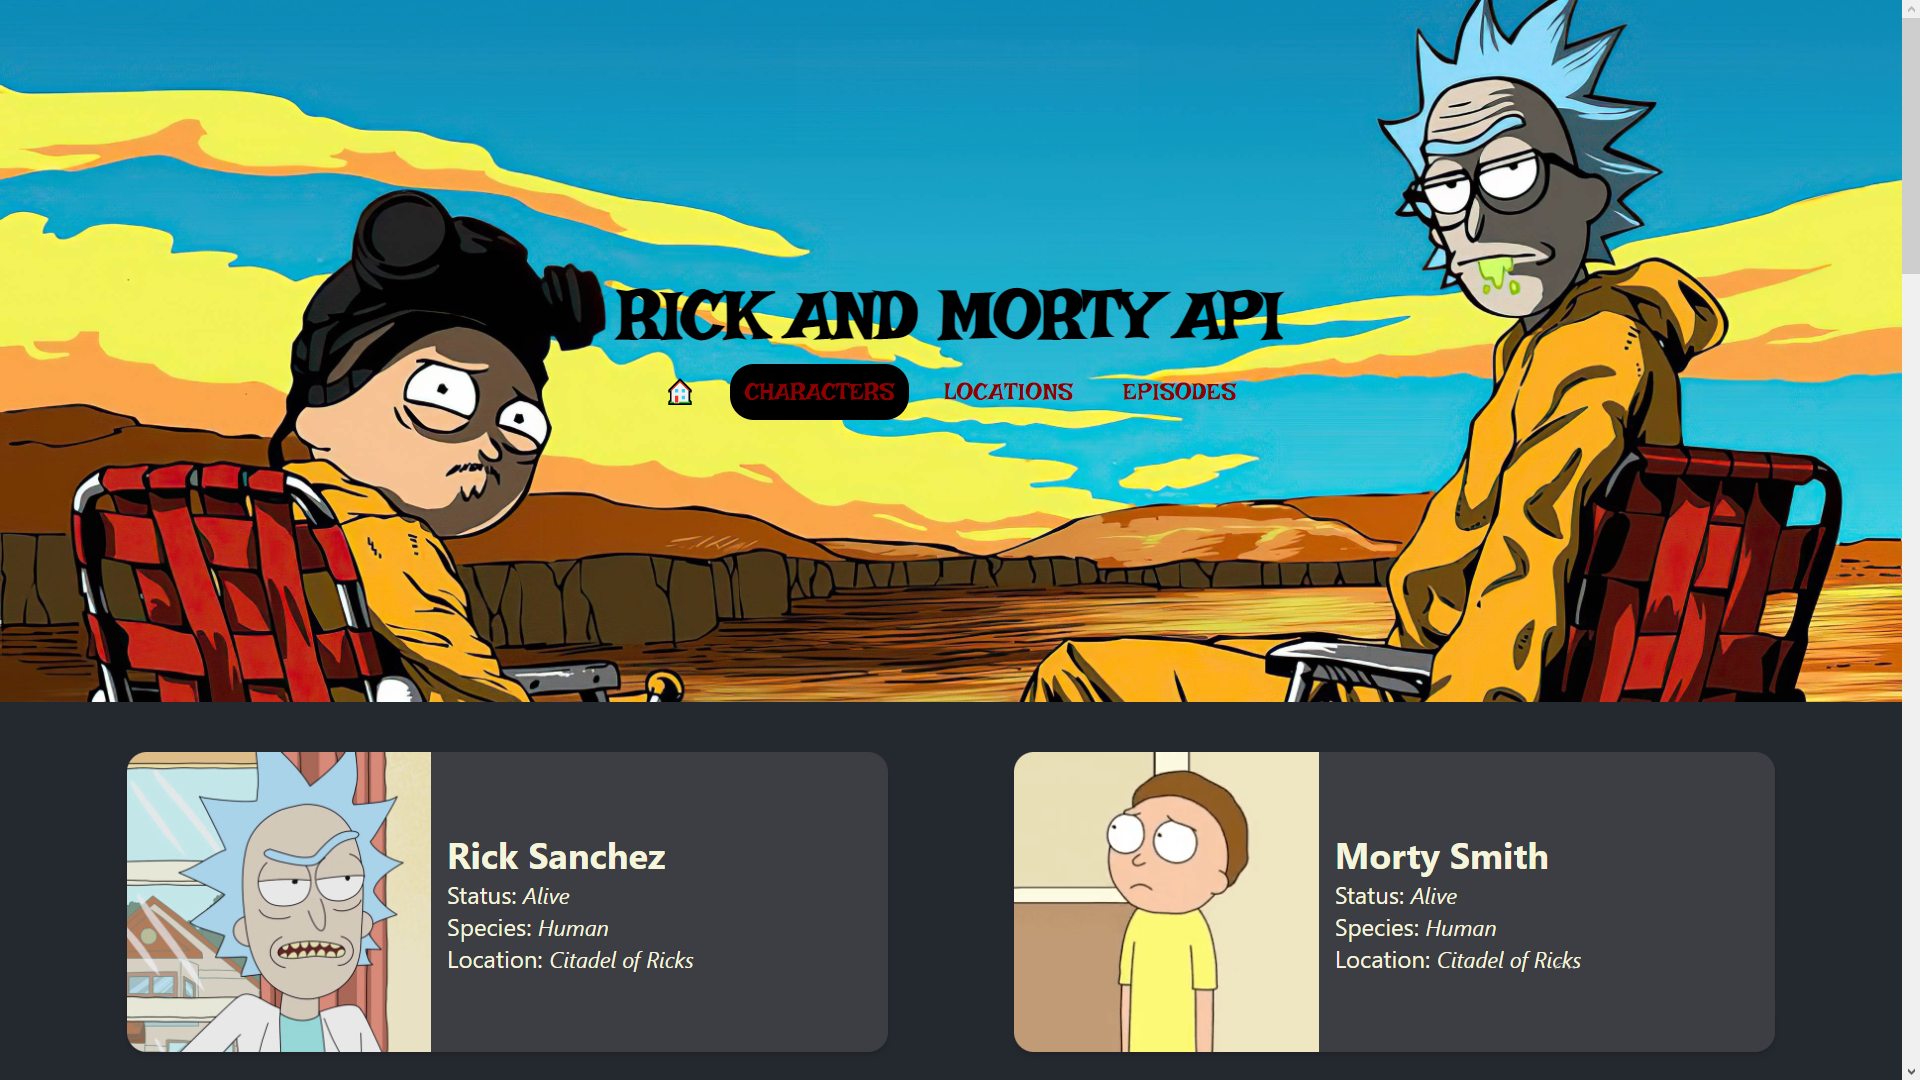 RICK AND MORTY API
CHARACTERS LOCATIONS EPISODES
Rick Sanchez
Status: Alive
Species: Human
Location: Citadel of Ricks
Morty Smith
Status: Alive
Species: Human
Location: Citadel of Ricks